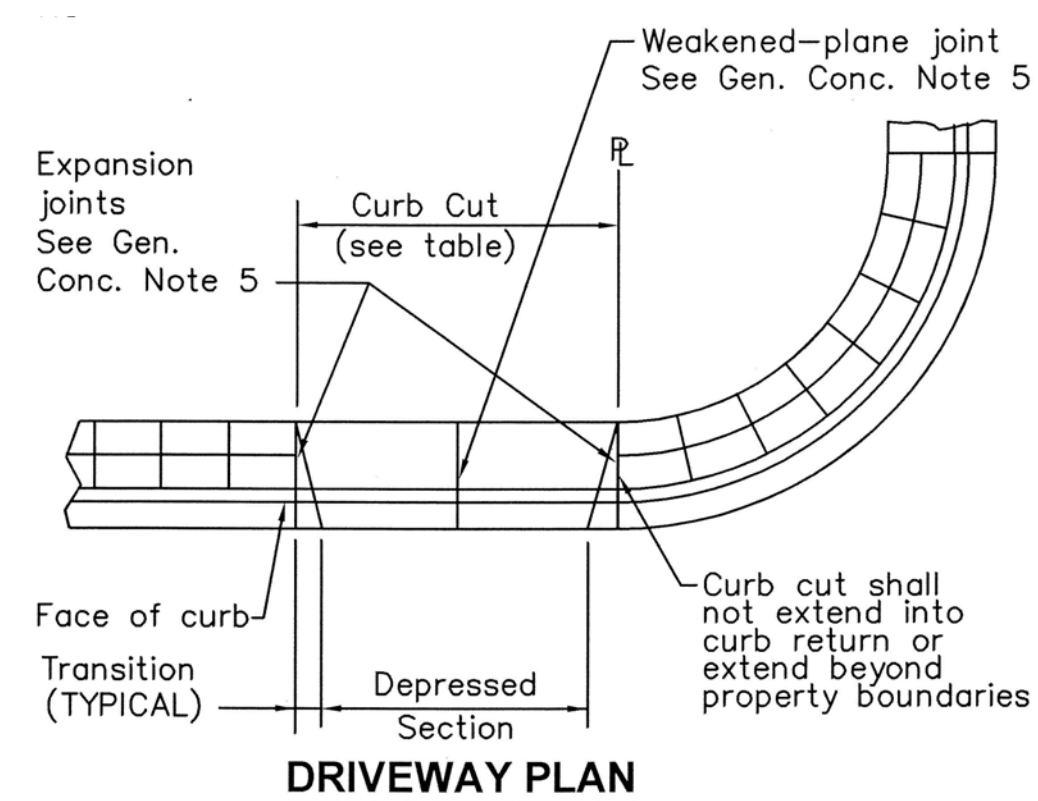 Weakened-plane joint
See Gen. Conc. Note 5
PL
Expansion
joints
See Gen.
Conc. Note 5
Curb Cut
(see table)
Face of curb
Transition
(TYPICAL)
Depressed
Section
Curb cut shall
not extend into
curb return or
extend beyond
property boundaries
DRIVEWAY PLAN